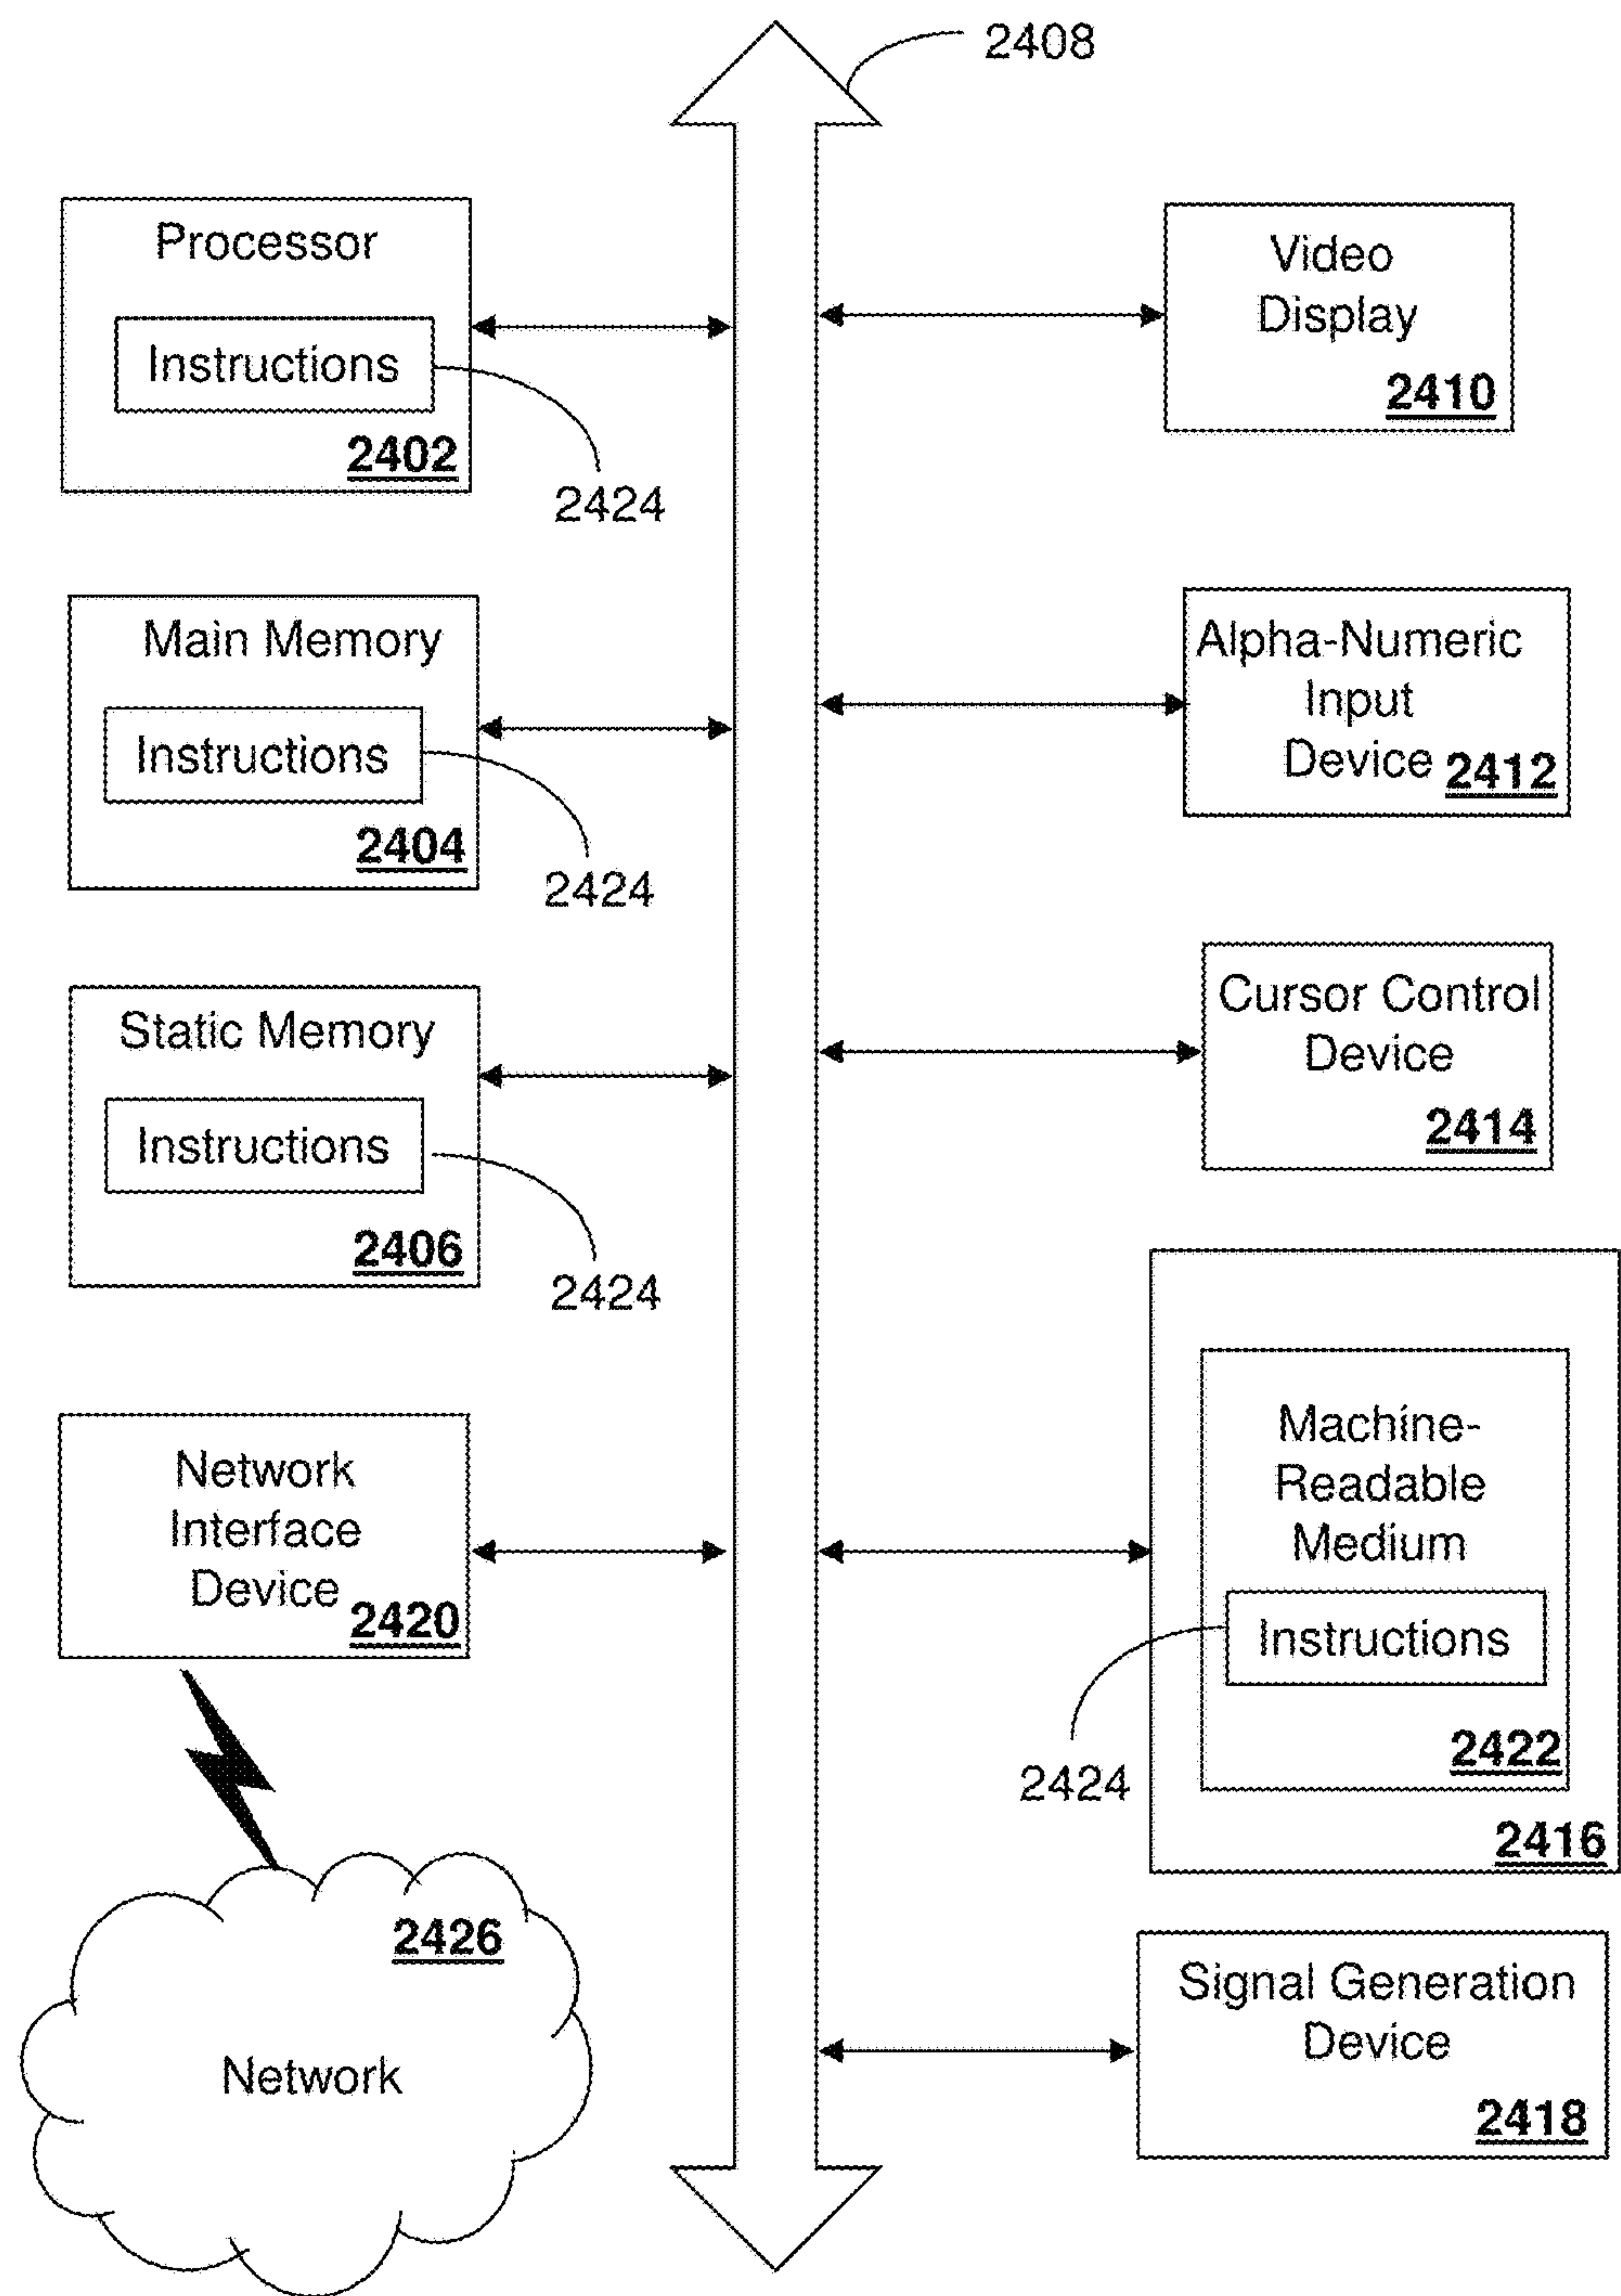 2408
Processor
Instructions
2402
2424
Main Memory
Instructions
2404
2424
Static Memory
Instructions
2406
2424
Network
Interface
Device
2420
2426
Network
Video
Display
2410
Alpha-Numeric
Input
Device 2412
Cursor Control
Device
2414
Machine-
Readable
Medium
Instructions
2422
2424
2416
Signal Generation
Device
2418